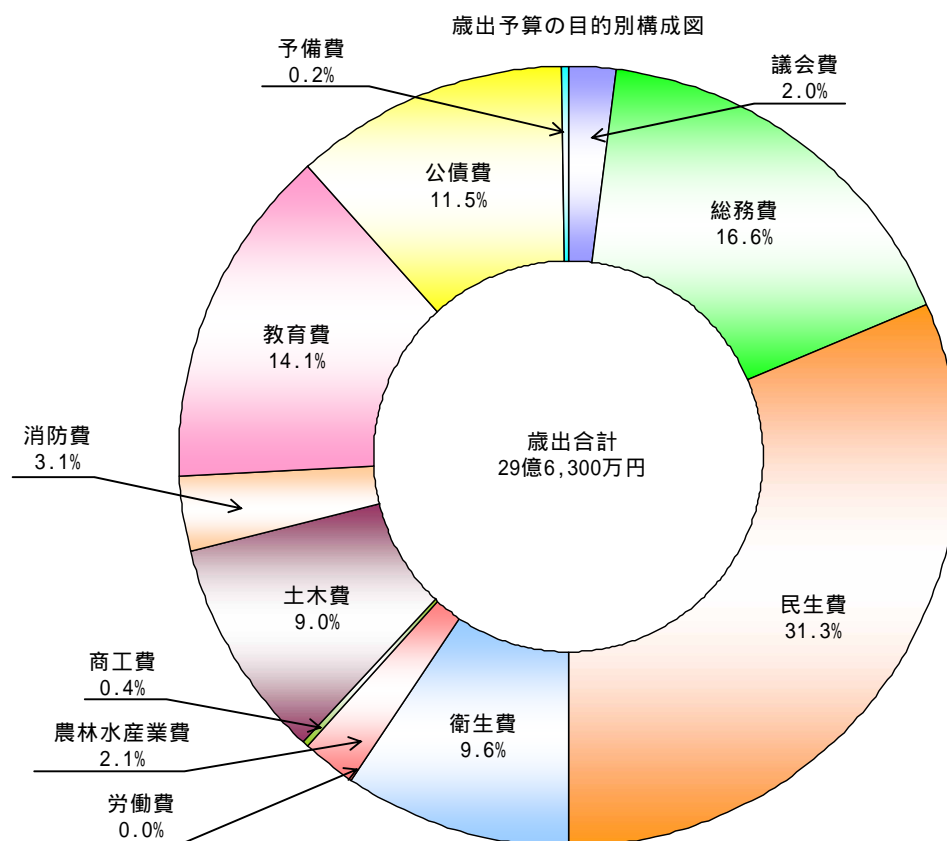 歳出予算の目的別構成図
予備費
0.2%
議会費
2.0%
公債費
11.5%
総務費
16.6%
教育費
14.1%
消防費
3.1%
歳出合計
29億6,300万円
土木費
9.0%
民生費
31.3%
商工費
0.4%
農林水産業費
2.1%
衛生費
9.6%
労働費
0.0%